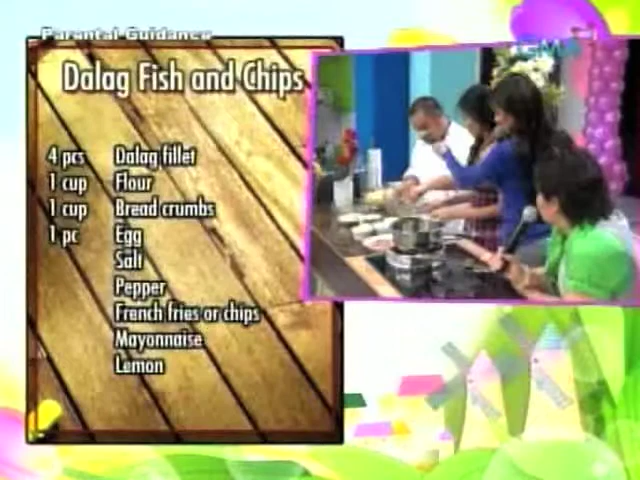 Parental Guidance
GMA
Dalag Fish and Chips
4 pcs Dalag fillet
1 cup Flour
1 cup Bread crumbs
1 pc Egg
Salt
Pepper
French fries or chips
Mayonnaise
Lemon